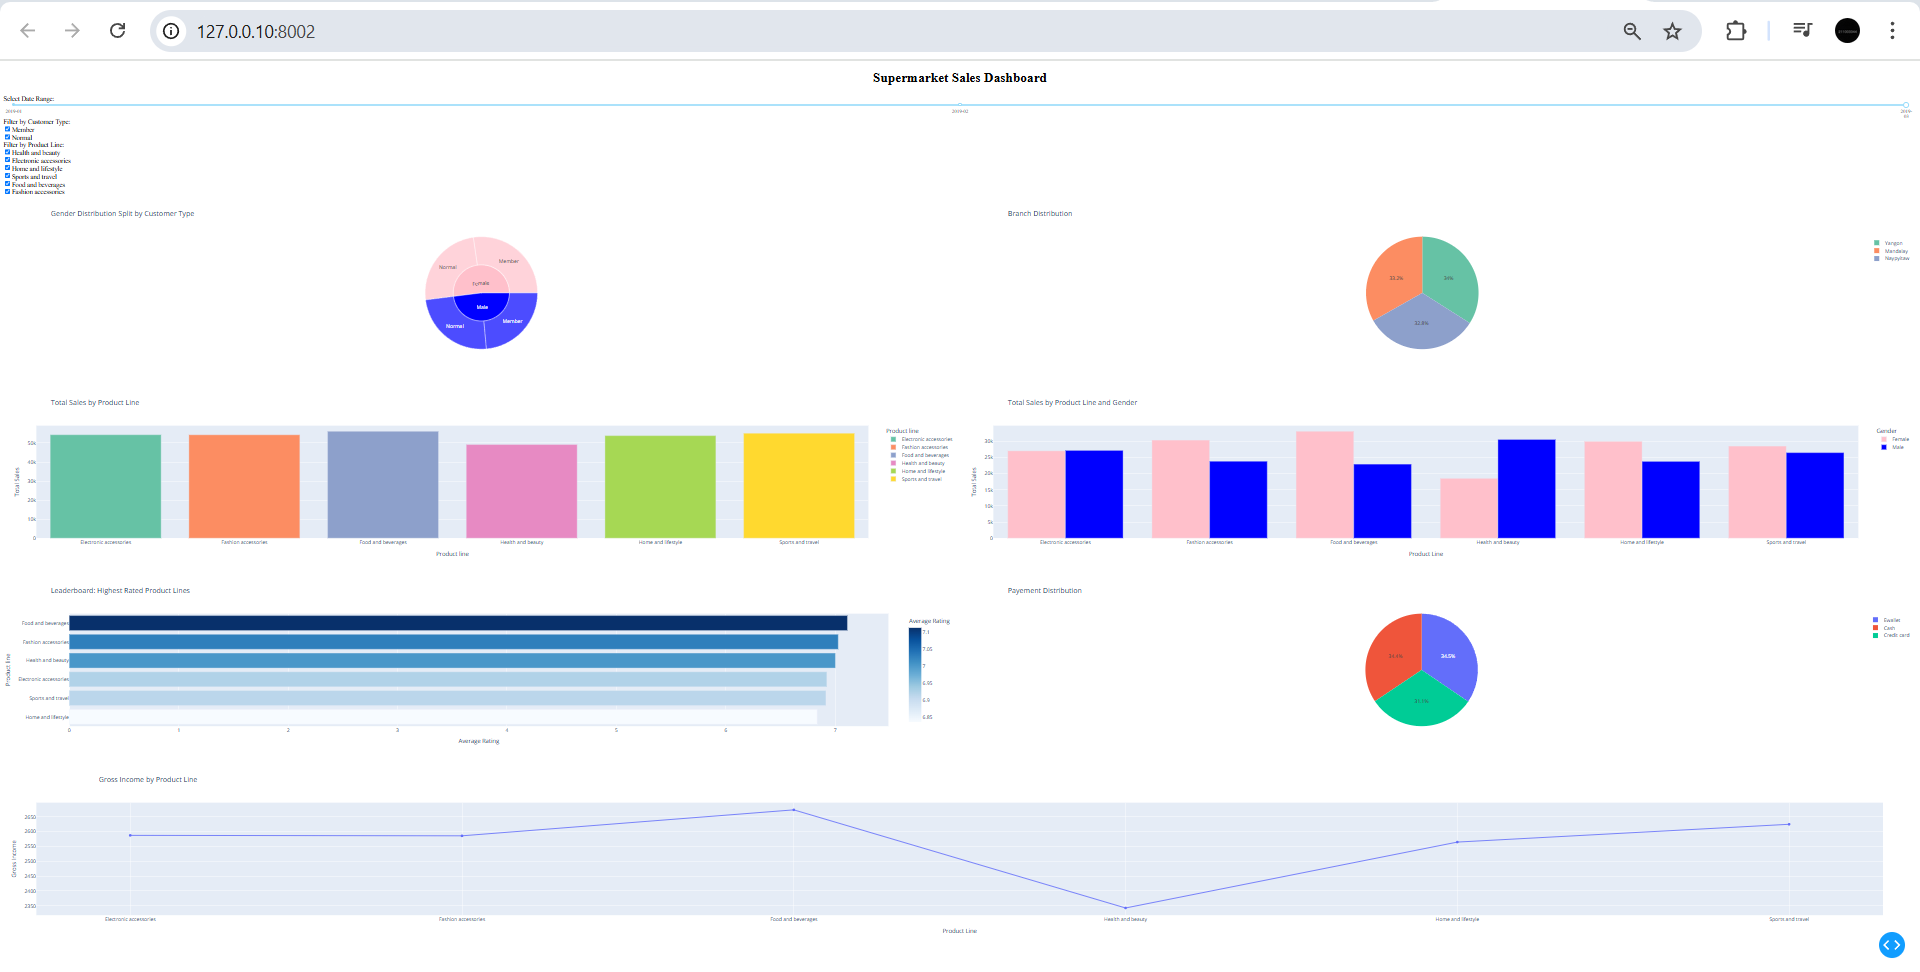 127.0.0.10:8002
Supermarket Sales Dashboard
Select Date Range:
2019-01
2019-02
2019-
03
Filter by Customer Type:
Member
Normal
Filter by Product Line:
Health and beauty
Electronic accessories
Home and lifestyle
Sports and travel
Food and beverages
Fashion accessories
Gender Distribution Split by Customer Type
Normal
Member
Female
Male
Normal
Member
Branch Distribution
33.2%
34%
32.8%
Yangon
Mandalay
Naypyitaw
Total Sales by Product Line
Total Sales
50k
40k
30k
20k
10k
0
Electronic accessories
Fashion accessories
Food and beverages
Health and beauty
Home and lifestyle
Sports and travel
Product line
Product line
Electronic accessories
Fashion accessories
Food and beverages
Health and beauty
Home and lifestyle
Sports and travel
Total Sales by Product Line and Gender
Total Sales
30k
25k
20k
15k
10k
5k
0
Electronic accessories
Fashion accessories
Food and beverages
Health and beauty
Home and lifestyle
Sports and travel
Product Line
Gender
Female
Male
Leaderboard: Highest Rated Product Lines
Product line
Food and beverages
Fashion accessories
Health and beauty
Electronic accessories
Sports and travel
Home and lifestyle
0
1
2
3
4
5
6
7
Average Rating
Average Rating
7.1
7.05
7
6.95
6.9
6.85
Payement Distribution
34.4%
34.5%
31.1%
Ewallet
Cash
Credit card
Gross Income by Product Line
Gross Income
2650
2600
2550
2500
2450
2400
2350
Electronic accessories
Fashion accessories
Food and beverages
Health and beauty
Home and lifestyle
Sports and travel
Product Line